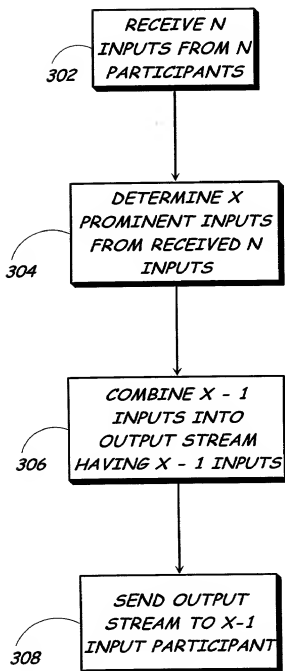 RECEIVE N
INPUTS FROM N
PARTICIPANTS
302
DETERMINE X
PROMINENT INPUTS
FROM RECEIVED N
INPUTS
304
COMBINE X - 1
INPUTS INTO
OUTPUT STREAM
HAVING X - 1 INPUTS
306
SEND OUTPUT
STREAM TO X-1
INPUT PARTICIPANT
308